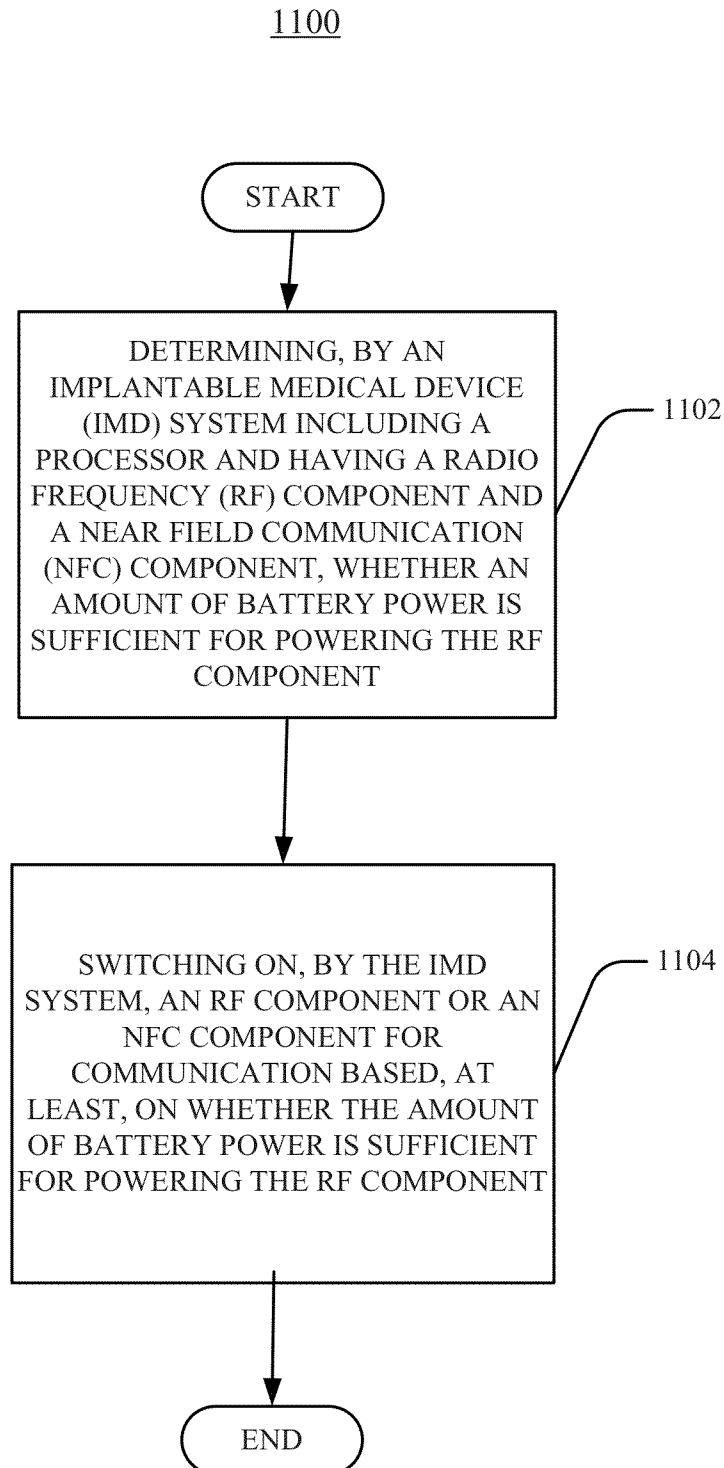 1100
START
DETERMINING, BY AN
IMPLANTABLE MEDICAL DEVICE
(IMD) SYSTEM INCLUDING A
PROCESSOR AND HAVING A RADIO
FREQUENCY (RF) COMPONENT AND
A NEAR FIELD COMMUNICATION
(NFC) COMPONENT, WHETHER AN
AMOUNT OF BATTERY POWER IS
SUFFICIENT FOR POWERING THE RF
COMPONENT
1102
SWITCHING ON, BY THE IMD
SYSTEM, AN RF COMPONENT OR AN
NFC COMPONENT FOR
COMMUNICATION BASED, AT
LEAST, ON WHETHER THE AMOUNT
OF BATTERY POWER IS SUFFICIENT
FOR POWERING THE RF COMPONENT
1104
END